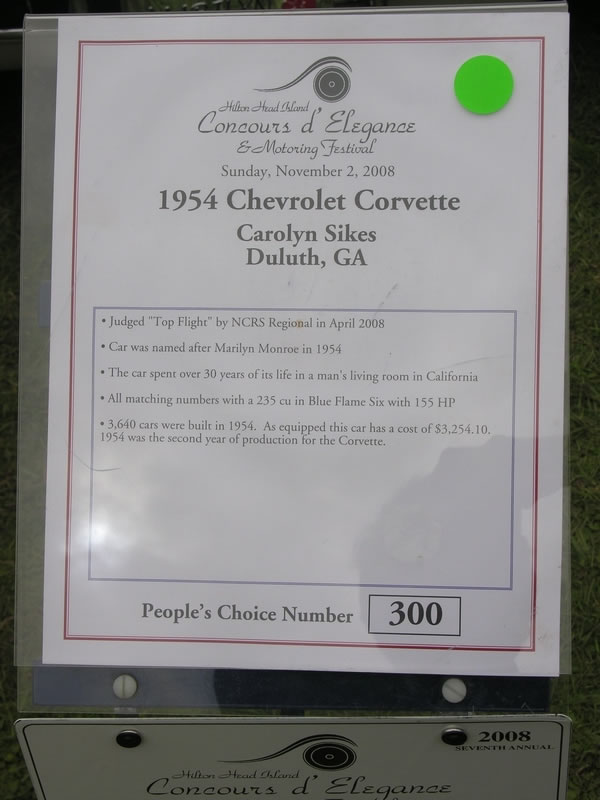 Hilton Head Island
Concours d'Elegance
& Motoring Festival
Sunday, November 2, 2008
1954 Chevrolet Corvette
Carolyn Sikes
Duluth, GA
• Judged "Top Flight" by NCRS Regional in April 2008
• Car was named after Marilyn Monroe in 1954
• The car spent over 30 years of its life in a man's living room in California
• All matching numbers with a 235 cu in Blue Flame Six with 155 HP
• 3,640 cars were built in 1954. As equipped this car has a cost of $3,254.10.
1954 was the second year of production for the Corvette.
People's Choice Number 300
2008
SEVENTH ANNUAL
Hilton Head Island
Concours d'Elegance